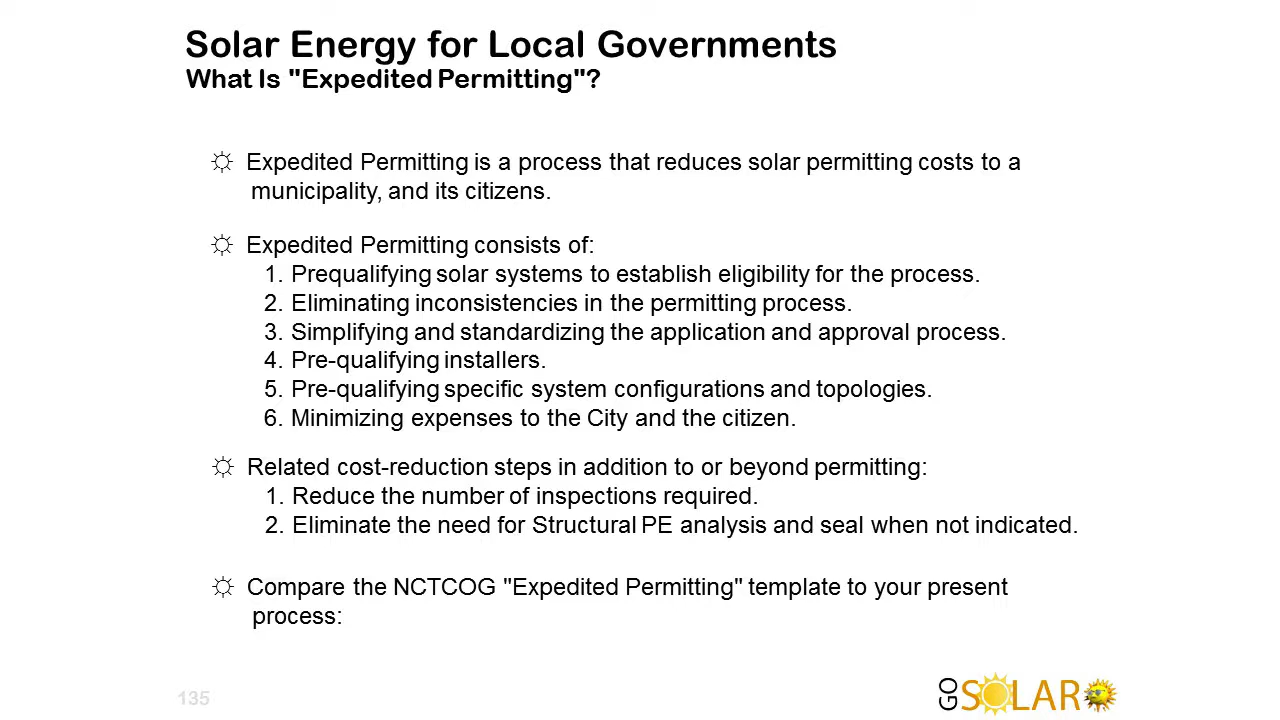 Solar Energy for Local Governments
What Is "Expedited Permitting"?
Expedited Permitting is a process that reduces solar permitting costs to a
municipality, and its citizens.
Expedited Permitting consists of:
1. Prequalifying solar systems to establish eligibility for the process.
2. Eliminating inconsistencies in the permitting process.
3. Simplifying and standardizing the application and approval process.
4. Pre-qualifying installers.
5. Pre-qualifying specific system configurations and topologies.
6. Minimizing expenses to the City and the citizen.
Related cost-reduction steps in addition to or beyond permitting:
1. Reduce the number of inspections required.
2. Eliminate the need for Structural PE analysis and seal when not indicated.
Compare the NCTCOG "Expedited Permitting" template to your present
process:
135
GO SOLAR